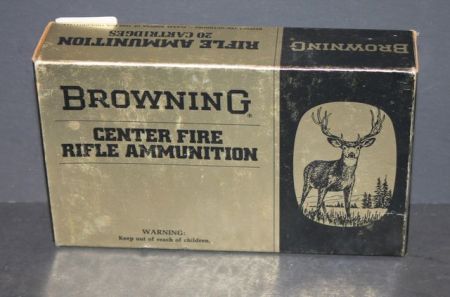 RIFLE AMMUNITION
20 CARTRIDGES
BROWNING
BROWNING®
CENTER FIRE
RIFLE AMMUNITION
WARNING:
Keep out of reach of children.